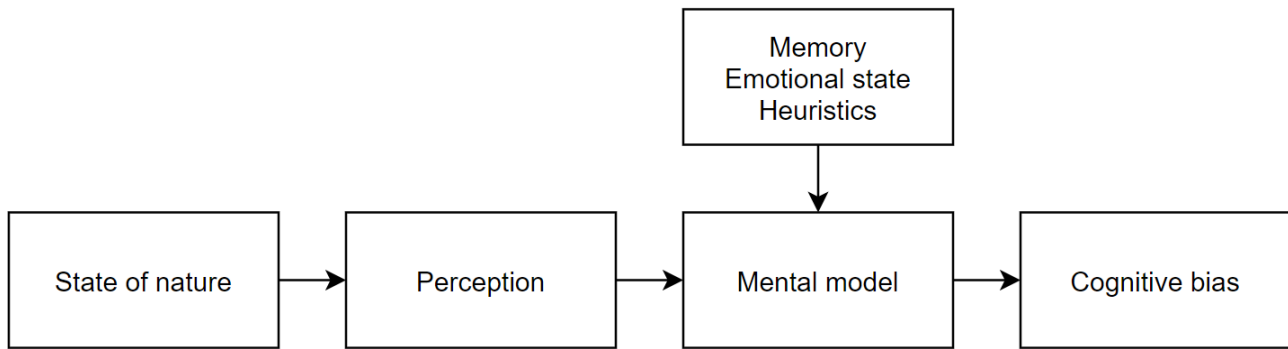 Memory
Emotional state
Heuristics
State of nature
Perception
Mental model
Cognitive bias